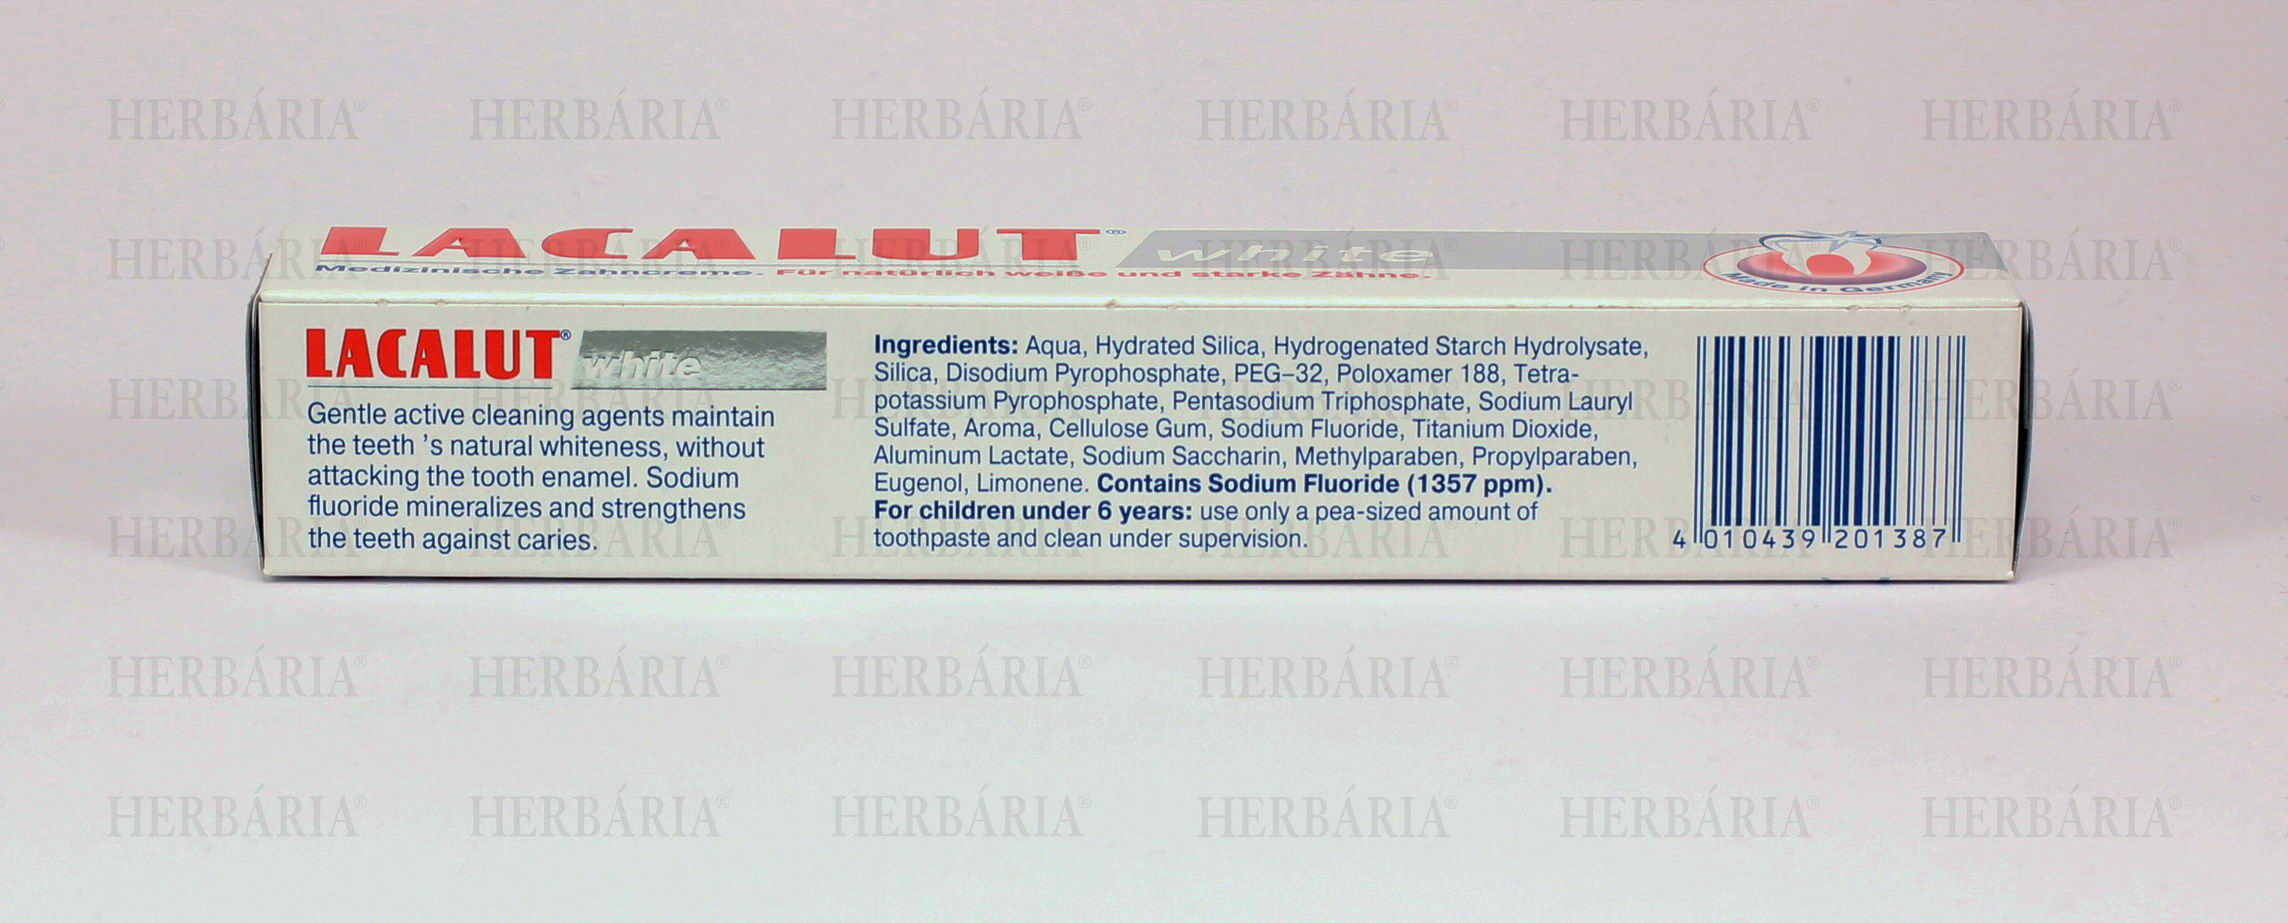 HERBÁRIA® HERBÁRIA® HERBÁRIA® HERBÁRIA® HERBÁRIA® HERBÁRIA®
LACALUT® white
Medizinische Zahncreme. Für natürlich weiße und starke Zähne.
Made in Germany
LACALUT® white
Gentle active cleaning agents maintain
the teeth 's natural whiteness, without
attacking the tooth enamel. Sodium
fluoride mineralizes and strengthens
the teeth against caries.
Ingredients: Aqua, Hydrated Silica, Hydrogenated Starch Hydrolysate,
Silica, Disodium Pyrophosphate, PEG-32, Poloxamer 188, Tetra-
potassium Pyrophosphate, Pentasodium Triphosphate, Sodium Lauryl
Sulfate, Aroma, Cellulose Gum, Sodium Fluoride, Titanium Dioxide,
Aluminum Lactate, Sodium Saccharin, Methylparaben, Propylparaben,
Eugenol, Limonene. Contains Sodium Fluoride (1357 ppm).
For children under 6 years: use only a pea-sized amount of
toothpaste and clean under supervision.
4 010439 201387
HERBÁRIA® HERBÁRIA® HERBÁRIA® HERBÁRIA® HERBÁRIA® HERBÁRIA®
HERBÁRIA® HERBÁRIA® HERBÁRIA® HERBÁRIA® HERBÁRIA® HERBÁRIA®